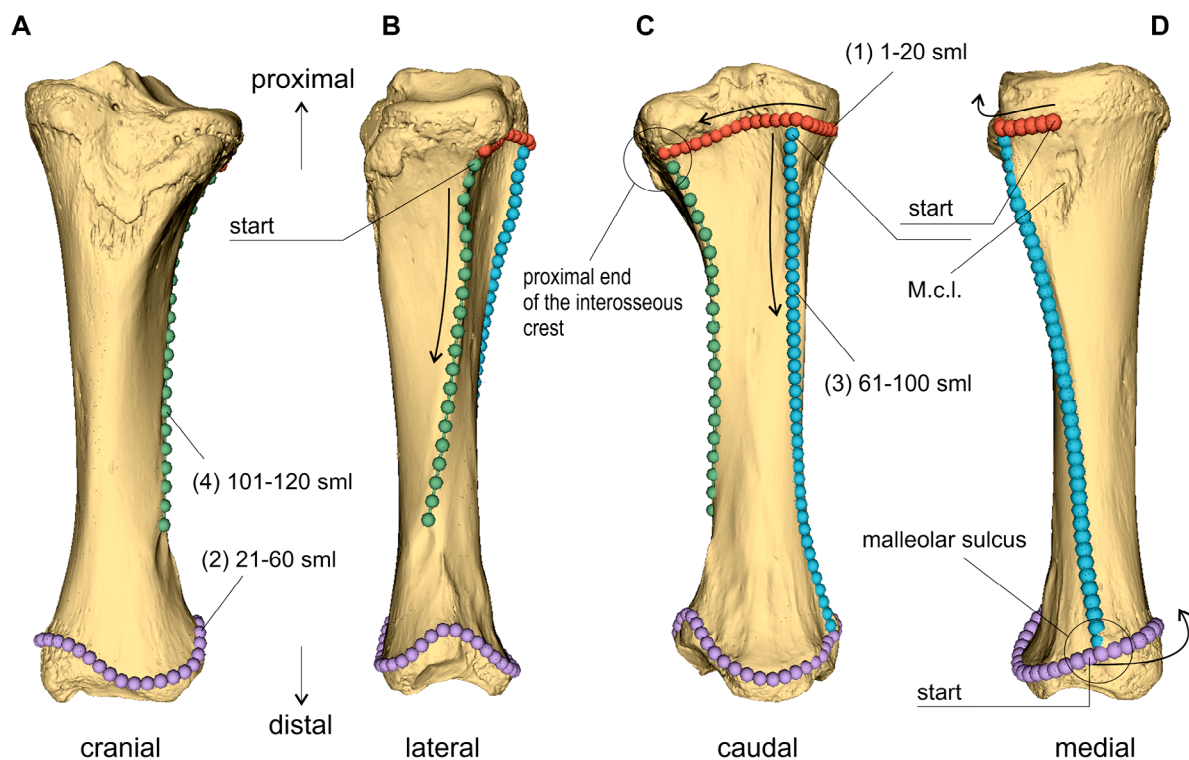 A
B
C
D
(1) 1-20 sml
proximal
start
start
proximal end
of the interosseous
crest
M.c.l.
(3) 61-100 sml
(4) 101-120 sml
malleolar sulcus
(2) 21-60 sml
start
distal
cranial
lateral
caudal
medial